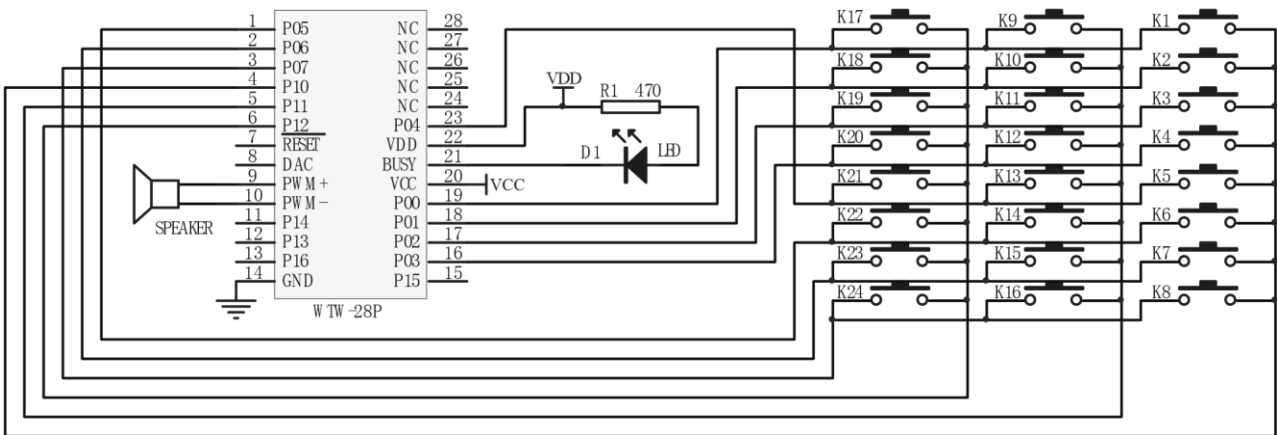 1 P05 NC 28
2 P06 NC 27
3 P07 NC 26
4 P10 NC 25
5 P11 NC 24
6 P12 P04 23
7 RESET VDD 22
8 DAC BUSY 21
9 PWM+ VCC 20
10 PWM- P00 19
11 P14 P01 18
12 P13 P02 17
13 P16 P03 16
14 GND P15 15
WTW-28P
SPEAKER
VCC
VDD
R1 470
D1 LED
K17 K9 K1
K18 K10 K2
K19 K11 K3
K20 K12 K4
K21 K13 K5
K22 K14 K6
K23 K15 K7
K24 K16 K8